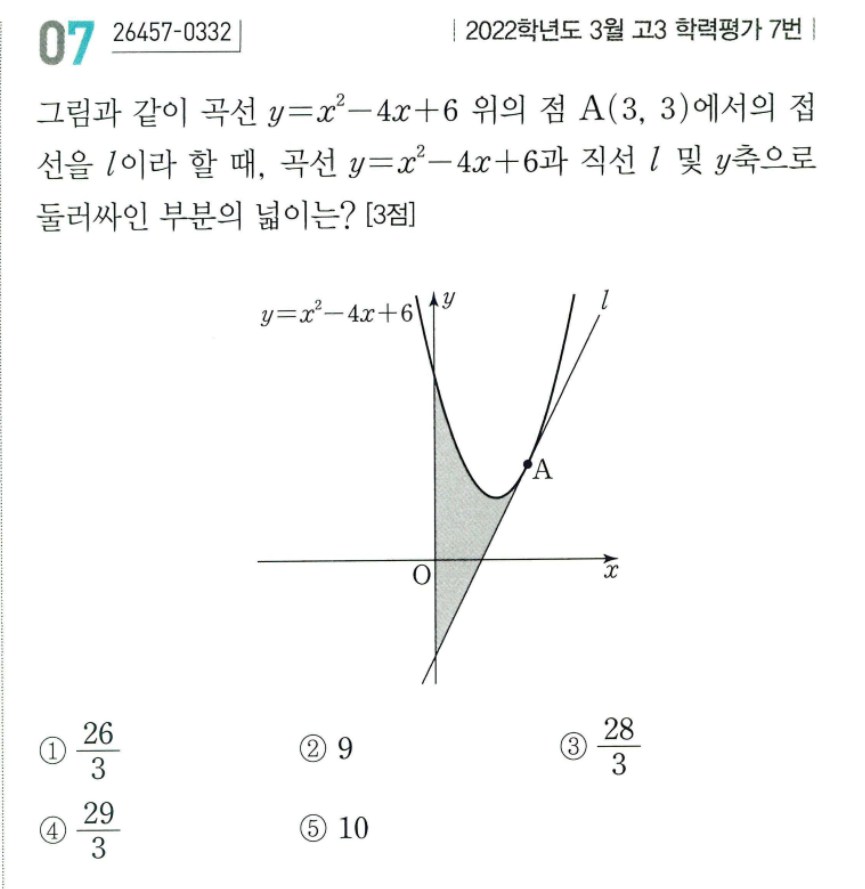 07 26457-0332 | 2022학년도 3월 고3 학력평가 7번 |
그림과 같이 곡선 y=x²-4x+6 위의 점 A(3, 3)에서의 접
선을 l이라 할 때, 곡선 y=x²-4x+6과 직선 l 및 y축으로
둘러싸인 부분의 넓이는? [3점]
y=x²-4x+6 y l
A
O x
① 26/3 ② 9 ③ 28/3
④ 29/3 ⑤ 10